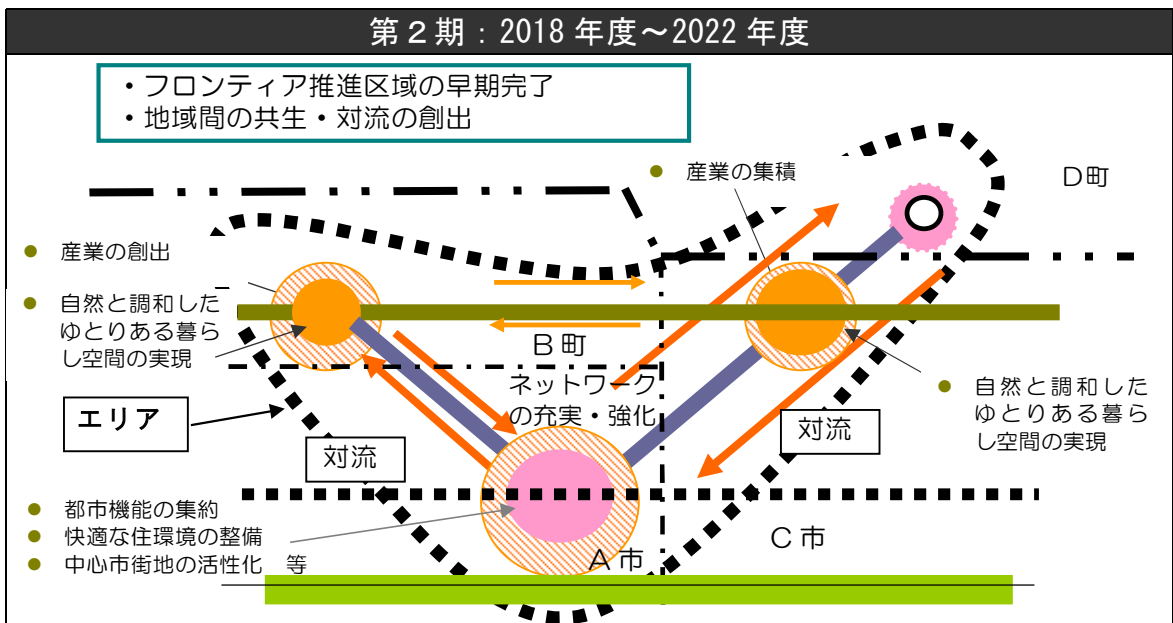 第２期：2018 年度～2022 年度
・フロンティア推進区域の早期完了
・地域間の共生・対流の創出
● 産業の集積
Ｄ町
● 産業の創出
● 自然と調和した
ゆとりある暮ら
し空間の実現
Ｂ町
ネットワーク
の充実・強化
● 自然と調和した
ゆとりある暮ら
し空間の実現
エリア
対流
対流
● 都市機能の集約
● 快適な住環境の整備
● 中心市街地の活性化　等
Ａ市
Ｃ市